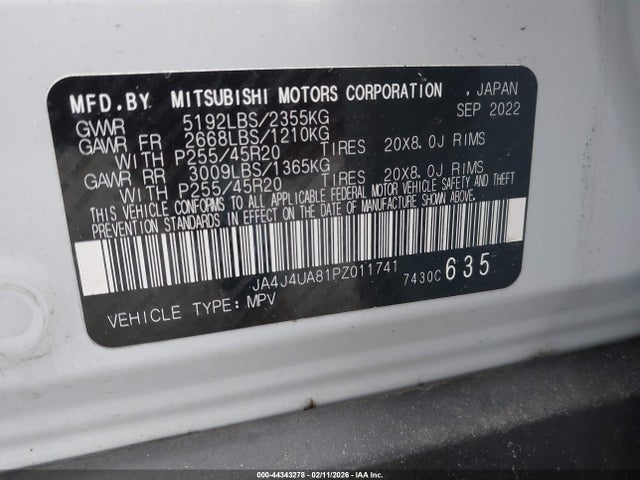 MFD.BY MITSUBISHI MOTORS CORPORATION , JAPAN
SEP 2022
GVWR 5192LBS/2355KG
GAWR FR 2668LBS/1210KG
WITH P255/45R20 TIRES 20X8.0J RIMS
GAWR RR 3009LBS/1365KG
WITH P255/45R20 TIRES 20X8.0J RIMS
THIS VEHICLE CONFORMS TO ALL APPLICABLE FEDERAL MOTOR VEHICLE SAFETY AND THEFT
PREVENTION STANDARDS IN EFFECT ON THE DATE OF MANUFACTURE SHOWN ABOVE.
JA4J4UA81PZ011741
7430C635
VEHICLE TYPE: MPV
000-44343278 - 02/11/2026 - IAA Inc.